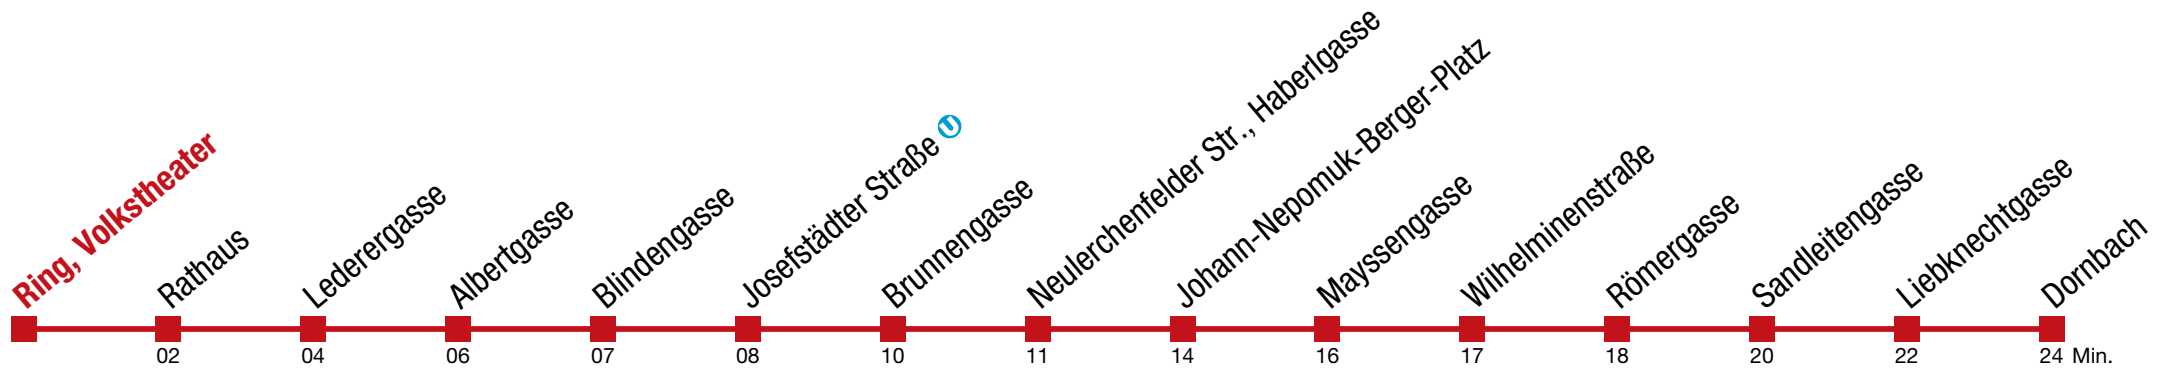 Ring, Volkstheater
Rathaus
Lederergasse
Albertgasse
Blindengasse
Josefstädter Straße U
Brunnengasse
Neulerchenfelder Str., Haberlgasse
Johann-Nepomuk-Berger-Platz
Mayssengasse
Wilhelminenstraße
Römergasse
Sandleitengasse
Liebknechtgasse
Dornbach
02 04 06 07 08 10 11 14 16 17 18 20 22 24 Min.